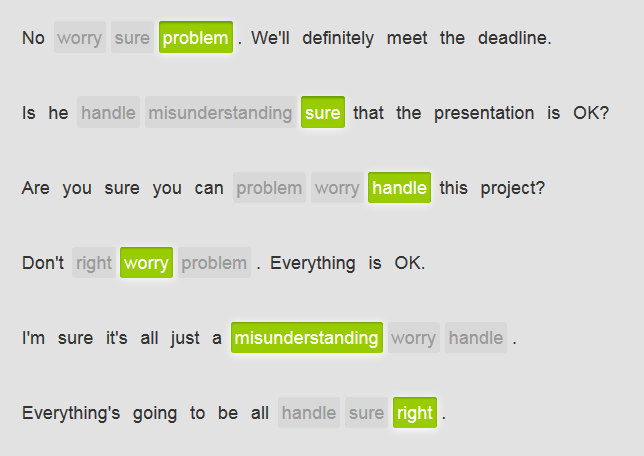 No worry sure problem . We'll definitely meet the deadline.
Is he handle misunderstanding sure that the presentation is OK?
Are you sure you can problem worry handle this project?
Don't right worry problem . Everything is OK.
I'm sure it's all just a misunderstanding worry handle .
Everything's going to be all handle sure right .